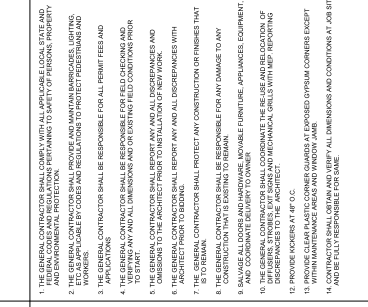 1. THE GENERAL CONTRACTOR SHALL COMPLY WITH ALL APPLICABLE LOCAL STATE AND
FEDERAL CODES AND REGULATIONS PERTAINING TO SAFETY OF PERSONS, PROPERTY
AND ENVIRONMENTAL PROTECTION.
2. THE GENERAL CONTRACTOR SHALL PROVIDE AND MAINTAIN BARRICADES, LIGHTING,
ETC AS APPLICABLE BY CODES AND REGULATIONS TO PROTECT PEDESTRIANS AND
WORKERS.
3. THE GENERAL CONTRACTOR SHALL BE RESPONSIBLE FOR ALL PERMIT FEES AND
APPLICATIONS
4. THE GENERAL CONTRACTOR SHALL BE RESPONSIBLE FOR FIELD CHECKING AND
VERIFYING ANY AND ALL DIMENSIONS AND OR EXISTING FIELD CONDITIONS PRIOR
TO START.
5. THE GENERAL CONTRACTOR SHALL REPORT ANY AND ALL DISCREPANCIES AND
OMISSIONS TO THE ARCHITECT PRIOR TO INSTALLATION OF NEW WORK.
6. THE GENERAL CONTRACTOR SHALL REPORT ANY AND ALL DISCREPANCIES WITH
ARCHITECT PRIOR TO BIDDING.
7. THE GENERAL CONTRACTOR SHALL PROTECT ANY CONSTRUCTION OR FINISHES THAT
IS TO REMAIN.
8. THE GENERAL CONTRACTOR SHALL BE RESPONSIBLE FOR ANY DAMAGE TO ANY
CONSTRUCTION THAT IS EXISTING TO REMAIN.
9. SALVAGE ALL DOORS AND HARDWARE, MOVABLE FURNITURE, APPLIANCES, EQUIPMENT,
AND COORDINATE DELIVERY TO OWNER
10. THE GENERAL CONTRACTOR SHALL COORDINATE THE RE-USE AND RELOCATION OF
DIFFUSERS, STROBES, EXIT SIGNS AND MECHANICAL GRILLS WITH MEP. REPORTING
DISCREPANCIES TO THE ARCHITECT.
12. PROVIDE KICKERS AT 48" O.C.
13. PROVIDE CLEAR PLASTIC CORNER GUARDS AT EXPOSED GYPSUM CORNERS EXCEPT
WITHIN MAINTENANCE AREAS AND WINDOW JAMB.
14. CONTRACTOR SHALL OBTAIN AND VERIFY ALL DIMENSIONS AND CONDITIONS AT JOB SIT
AND BE FULLY RESPONSIBLE FOR SAME.